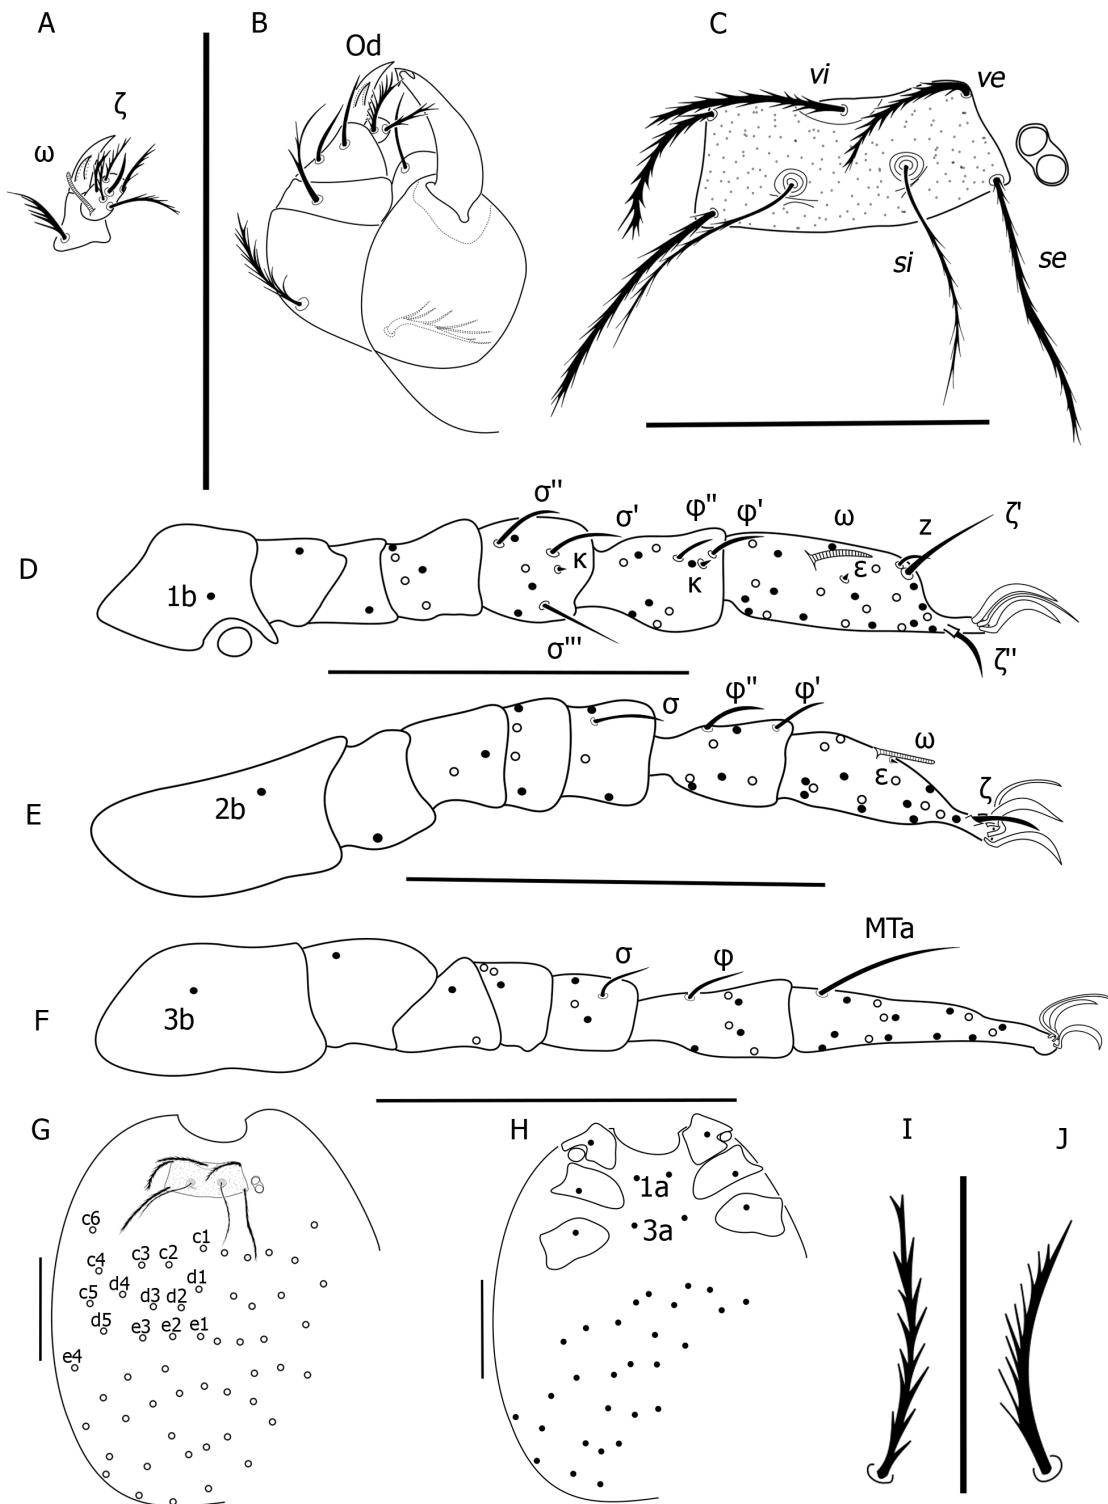 A
B
C
Od
ζ
ω
vi
ve
si
se
D
1b
σ''
σ'
κ
σ'''
φ''
φ'
κ
ω
ε
z
ζ'
ζ''
E
2b
σ
φ''
φ'
ω
ε
ζ
F
3b
σ
φ
MTa
G
H
I
J
c6
c4
c3
c2
c1
c5
d4
d3
d2
d1
d5
e3
e2
e1
e4
1a
3a